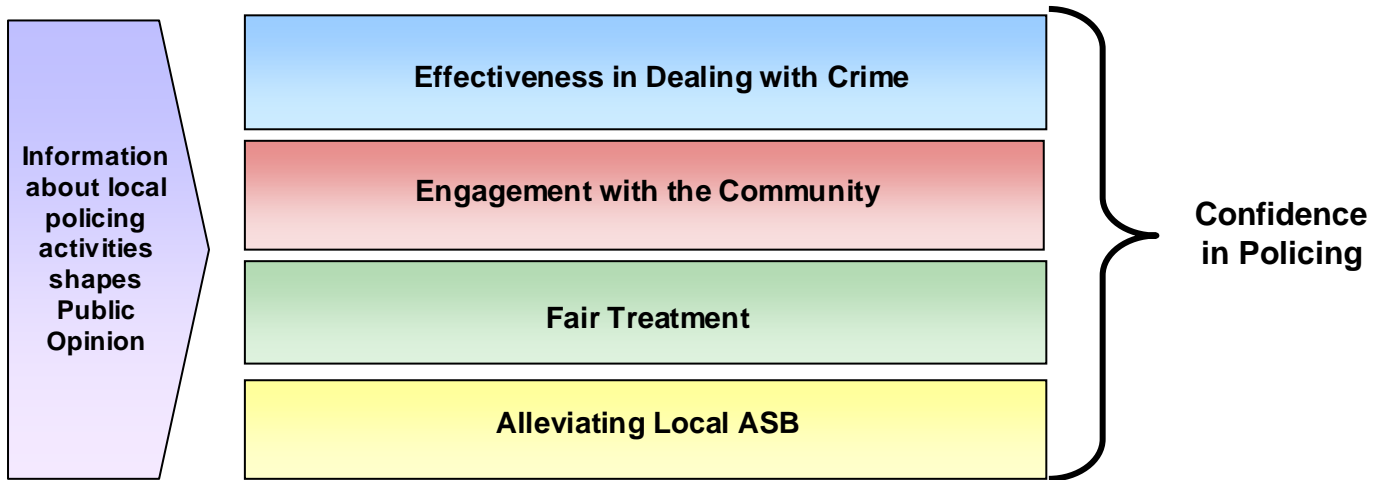 Information
about local
policing
activities
shapes
Public
Opinion
Effectiveness in Dealing with Crime
Engagement with the Community
Fair Treatment
Alleviating Local ASB
Confidence
in Policing